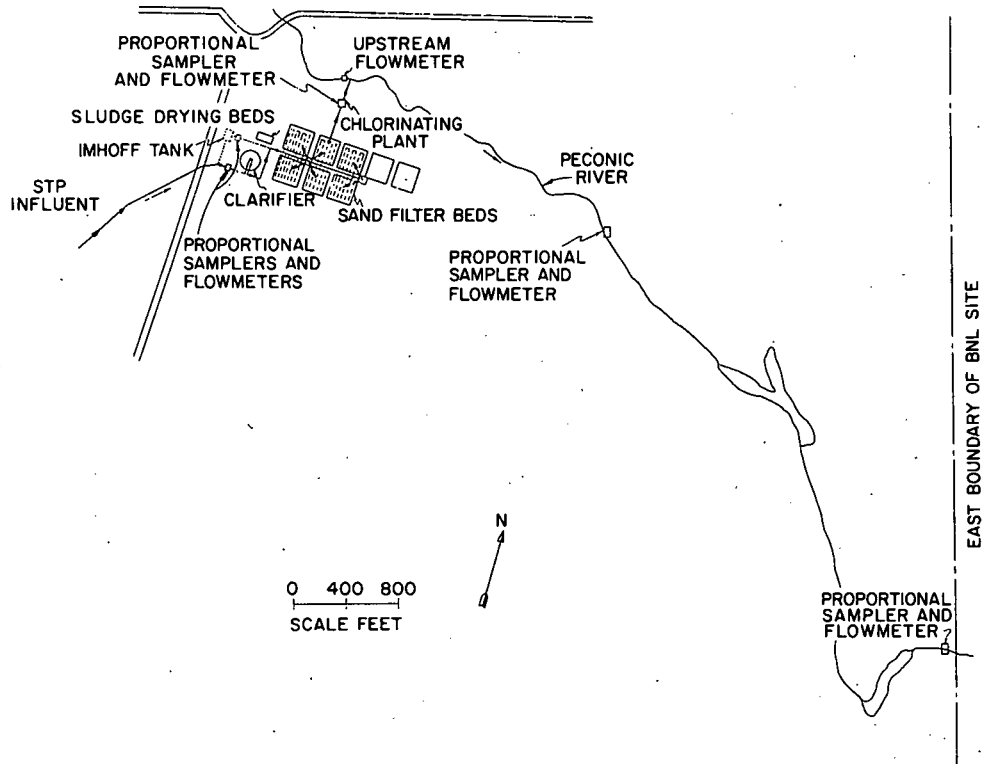 PROPORTIONAL
SAMPLER
AND FLOWMETER
UPSTREAM
FLOWMETER
SLUDGE DRYING BEDS
CHLORINATING
PLANT
IMHOFF TANK
STP
INFLUENT
CLARIFIER
SAND FILTER BEDS
PECONIC
RIVER
PROPORTIONAL
SAMPLERS AND
FLOWMETERS
PROPORTIONAL
SAMPLER AND
FLOWMETER
EAST BOUNDARY OF BNL SITE
N
0 400 800
SCALE FEET
PROPORTIONAL
SAMPLER AND
FLOWMETER